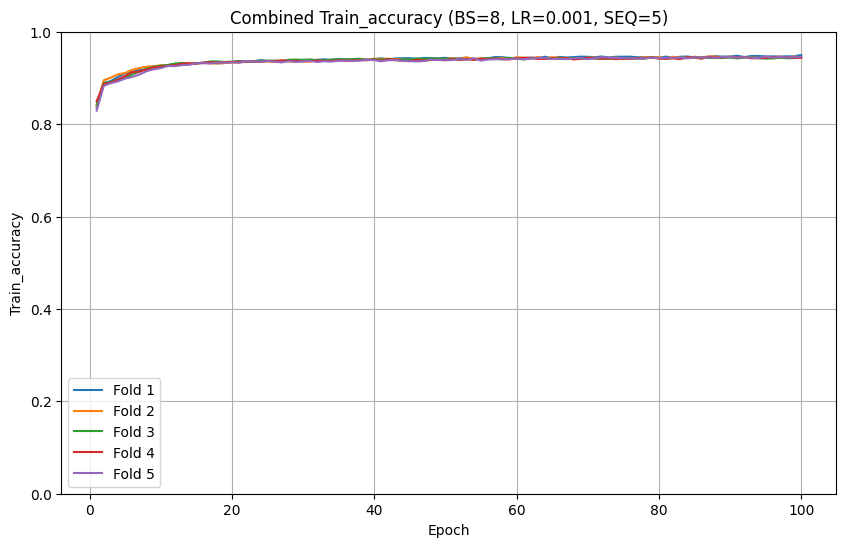 Combined Train_accuracy (BS=8, LR=0.001, SEQ=5)
1.0
0.8
0.6
0.4
0.2
0.0
Train_accuracy
Fold 1
Fold 2
Fold 3
Fold 4
Fold 5
0 20 40 60 80 100
Epoch